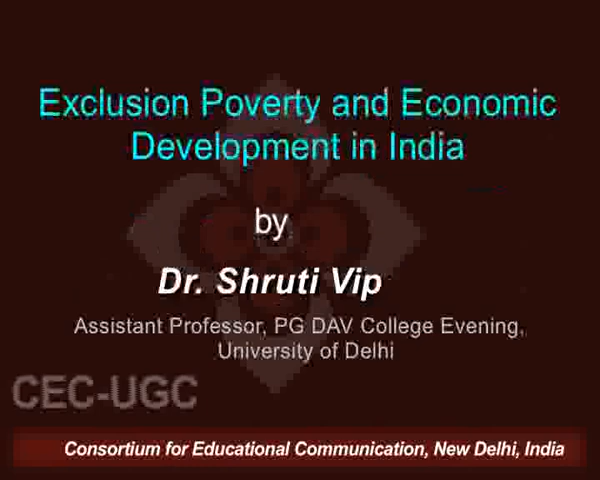 Exclusion Poverty and Economic
Development in India
by
Dr. Shruti Vip
Assistant Professor, PG DAV College Evening,
University of Delhi
CEC-UGC
Consortium for Educational Communication, New Delhi, India